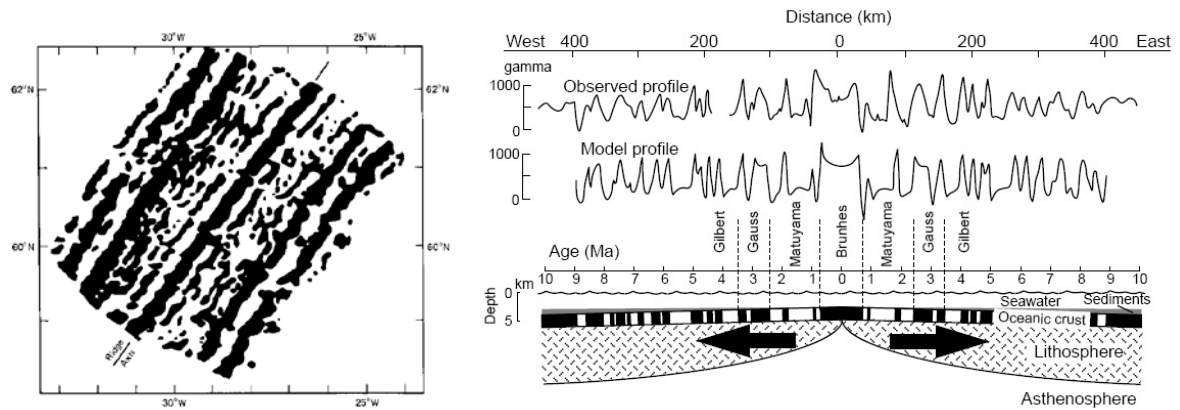 30°W 25°W
62°N 62°N
60°N 60°N
Ridge
Axis
30°W 25°W
Distance (km)
West 400 200 0 200 400 East
gamma
1000
0
Observed profile
1000
0
Model profile
Gilbert Gauss Matuyama Brunhes Matuyama Gauss Gilbert
Age (Ma)
10 9 8 7 6 5 4 3 2 1 0 1 2 3 4 5 6 7 8 9 10
km
Depth
0
5
Seawater Sediments
Oceanic crust
Lithosphere
Asthenosphere